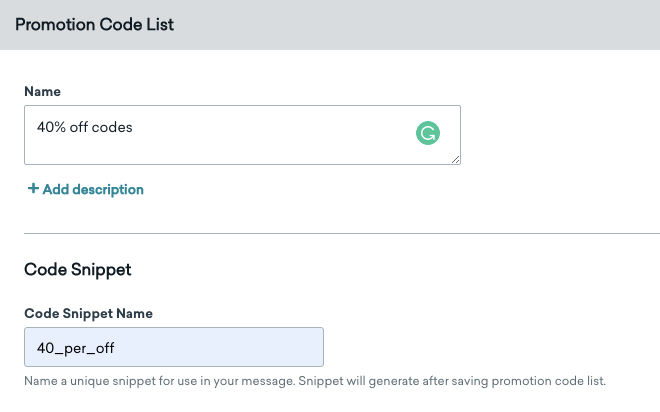 Promotion Code List
Name
40% off codes
+ Add description
Code Snippet
Code Snippet Name
40_per_off
Name a unique snippet for use in your message. Snippet will generate after saving promotion code list.